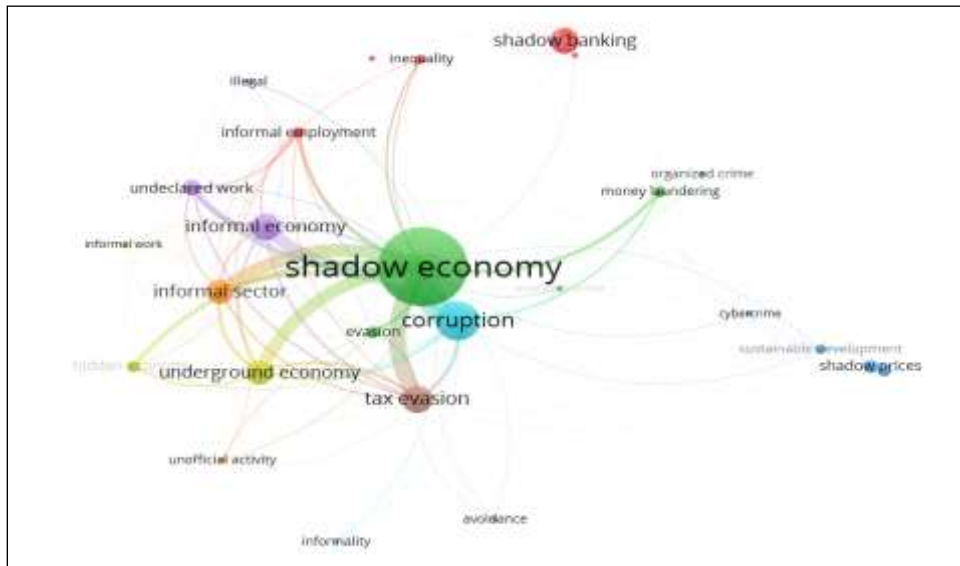 shadow banking
inequality
illegal
informal employment
organized crime
undeclared work
money laundering
informal economy
informal work
shadow economy
informal sector
cybercrime
corruption
evasion
sustainable development
shadow prices
underground economy
tax evasion
unofficial activity
avoidance
informality